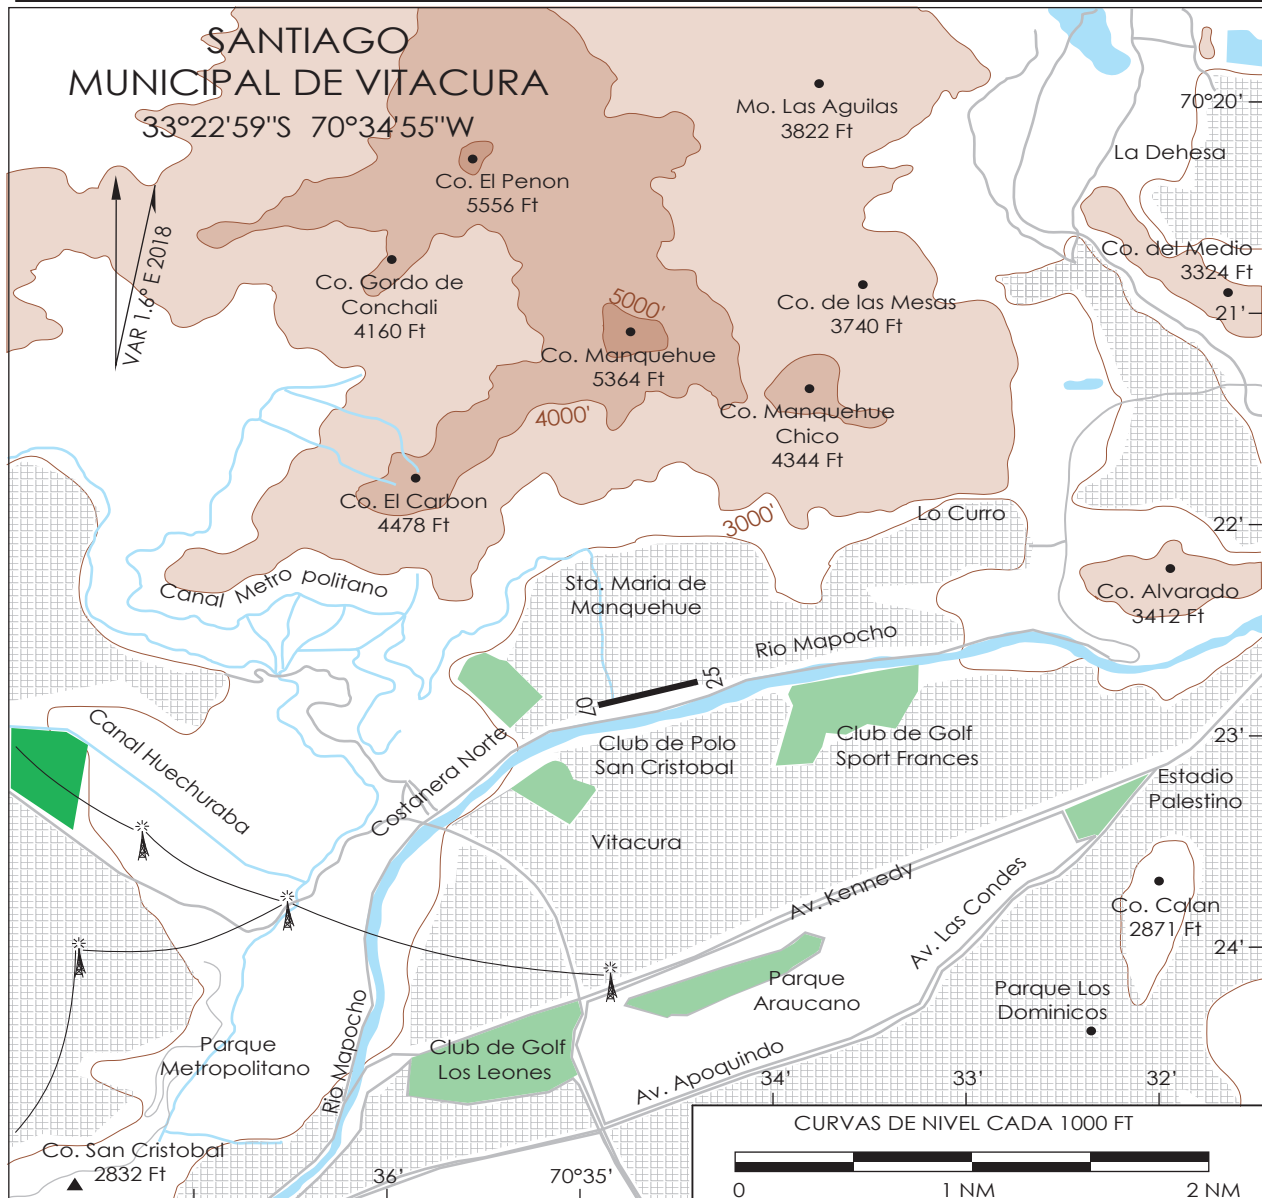 SANTIAGO
MUNICIPAL DE VITACURA
33°22'59"S 70°34'55"W
VAR 1.6° E 2018
Co. El Penon
5556 Ft
Mo. Las Aguilas
3822 Ft
70°20'
La Dehesa
Co. del Medio
3324 Ft
21'
Co. Gordo de
Conchali
4160 Ft
5000'
Co. Manquehue
5364 Ft
Co. de las Mesas
3740 Ft
4000'
Co. Manquehue
Chico
4344 Ft
Co. El Carbon
4478 Ft
3000'
Lo Curro
22'
Canal Metro politano
Sta. Maria de
Manquehue
Co. Alvarado
3412 Ft
Rio Mapocho
07
25
Canal Huechuraba
Costanera Norte
Club de Polo
San Cristobal
Club de Golf
Sport Frances
23'
Estadio
Palestino
Vitacura
Av. Kennedy
Av. Las Condes
Co. Calan
2871 Ft
24'
Parque
Araucano
Parque Los
Dominicos
Rio Mapocho
Parque
Metropolitano
Club de Golf
Los Leones
Av. Apoquindo
34'
33'
32'
Co. San Cristobal
2832 Ft
36'
70°35'
CURVAS DE NIVEL CADA 1000 FT
0
1 NM
2 NM